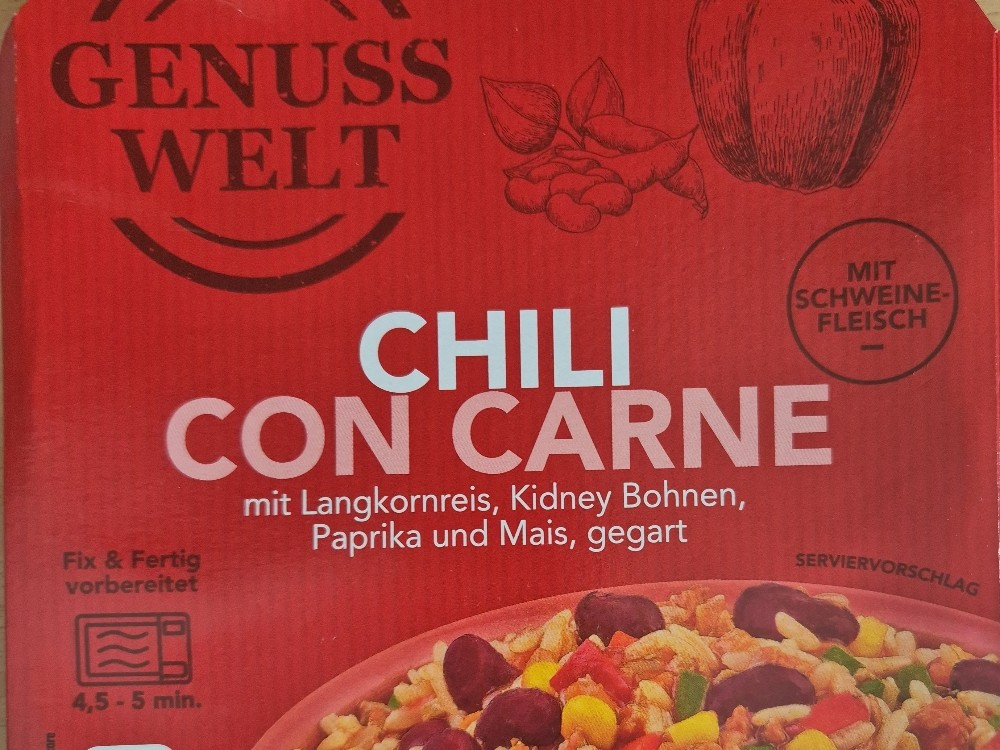 GENUSS
WELT
MIT
SCHWEINE-
FLEISCH
CHILI
CON CARNE
mit Langkornreis, Kidney Bohnen,
Paprika und Mais, gegart
Fix & Fertig
vorbereitet
4,5 - 5 min.
SERVIERVORSCHLAG